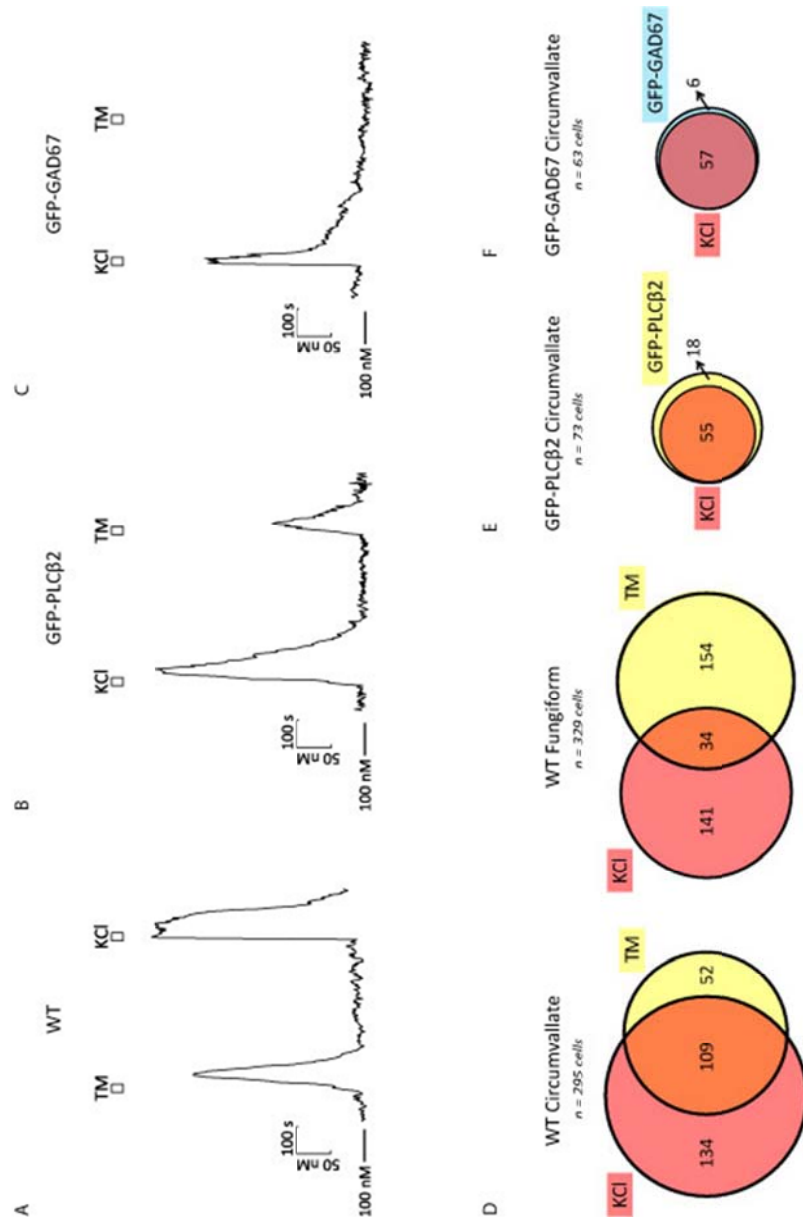 A
WT
TM
KCl
100 s
50 nM
100 nM
B
GFP-PLCβ2
KCl
TM
100 s
50 nM
100 nM
C
GFP-GAD67
KCl
TM
100 s
50 nM
100 nM
D
WT Circumvallate
n = 295 cells
KCl
TM
134
109
52
WT Fungiform
n = 329 cells
KCl
TM
141
34
154
E
GFP-PLCβ2 Circumvallate
n = 73 cells
KCl
GFP-PLCβ2
55
18
F
GFP-GAD67 Circumvallate
n = 63 cells
KCl
GFP-GAD67
57
6